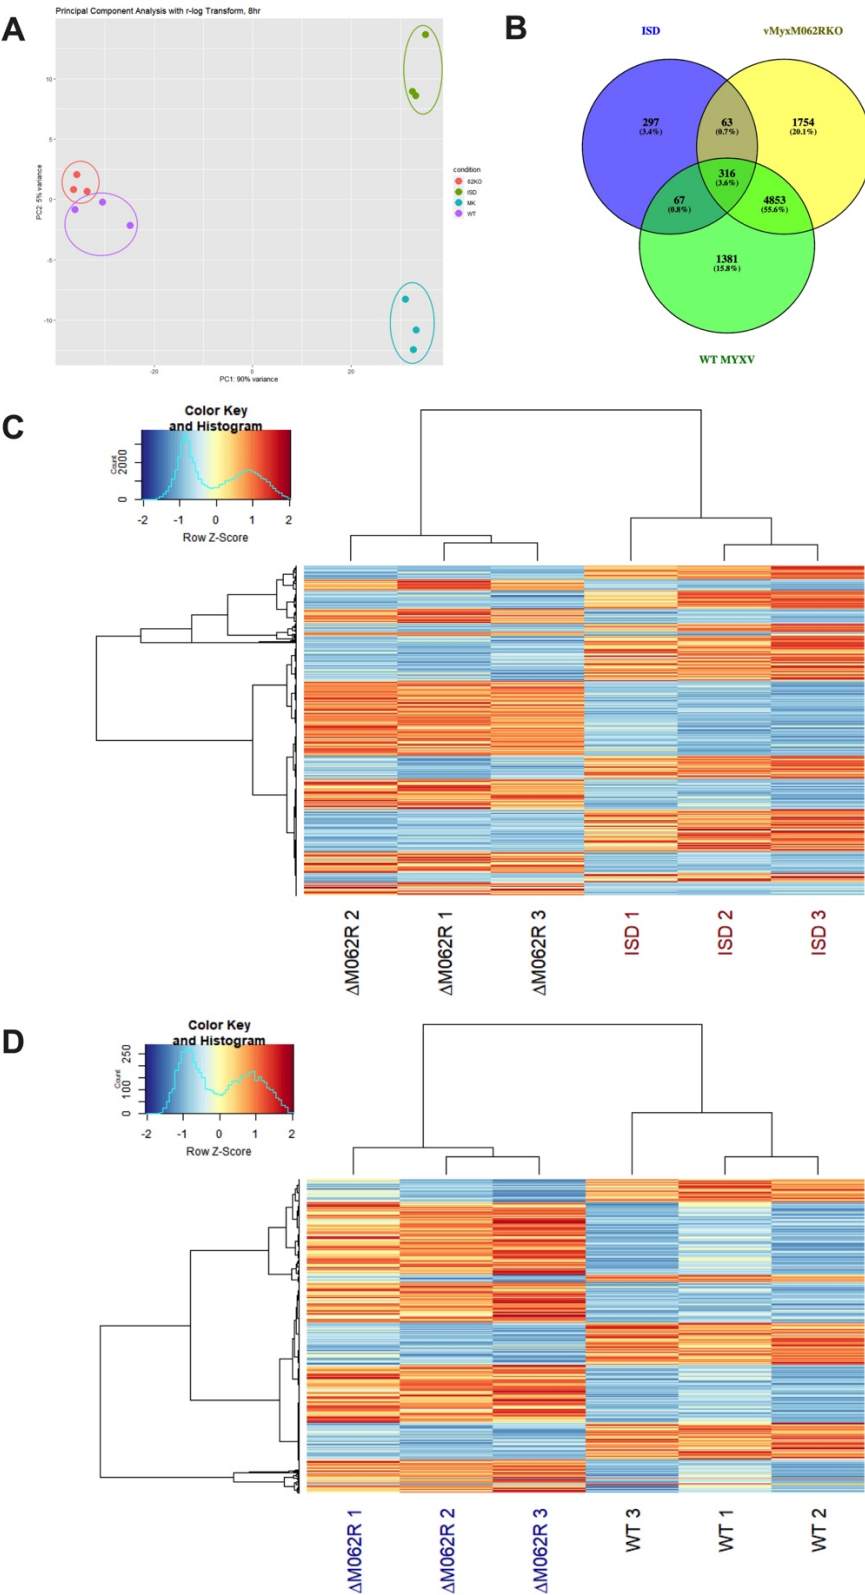 A
Principal Component Analysis with r-log Transform, 8hr
PC2: 5% variance
10
5
0
-5
-10
-20
0
20
PC1: 90% variance
condition
62KO
ISD
MK
WT
B
ISD
vMyxM062RKO
297
(3.4%)
63
(0.7%)
1754
(20.1%)
316
(3.6%)
67
(0.8%)
4853
(55.6%)
1381
(15.8%)
WT MYXV
C
Color Key
and Histogram
Count
0 2000
-2 -1 0 1 2
Row Z-Score
ΔM062R 2
ΔM062R 1
ΔM062R 3
ISD 1
ISD 2
ISD 3
D
Color Key
and Histogram
Count
0 100 250
-2 -1 0 1 2
Row Z-Score
ΔM062R 1
ΔM062R 2
ΔM062R 3
WT 3
WT 1
WT 2